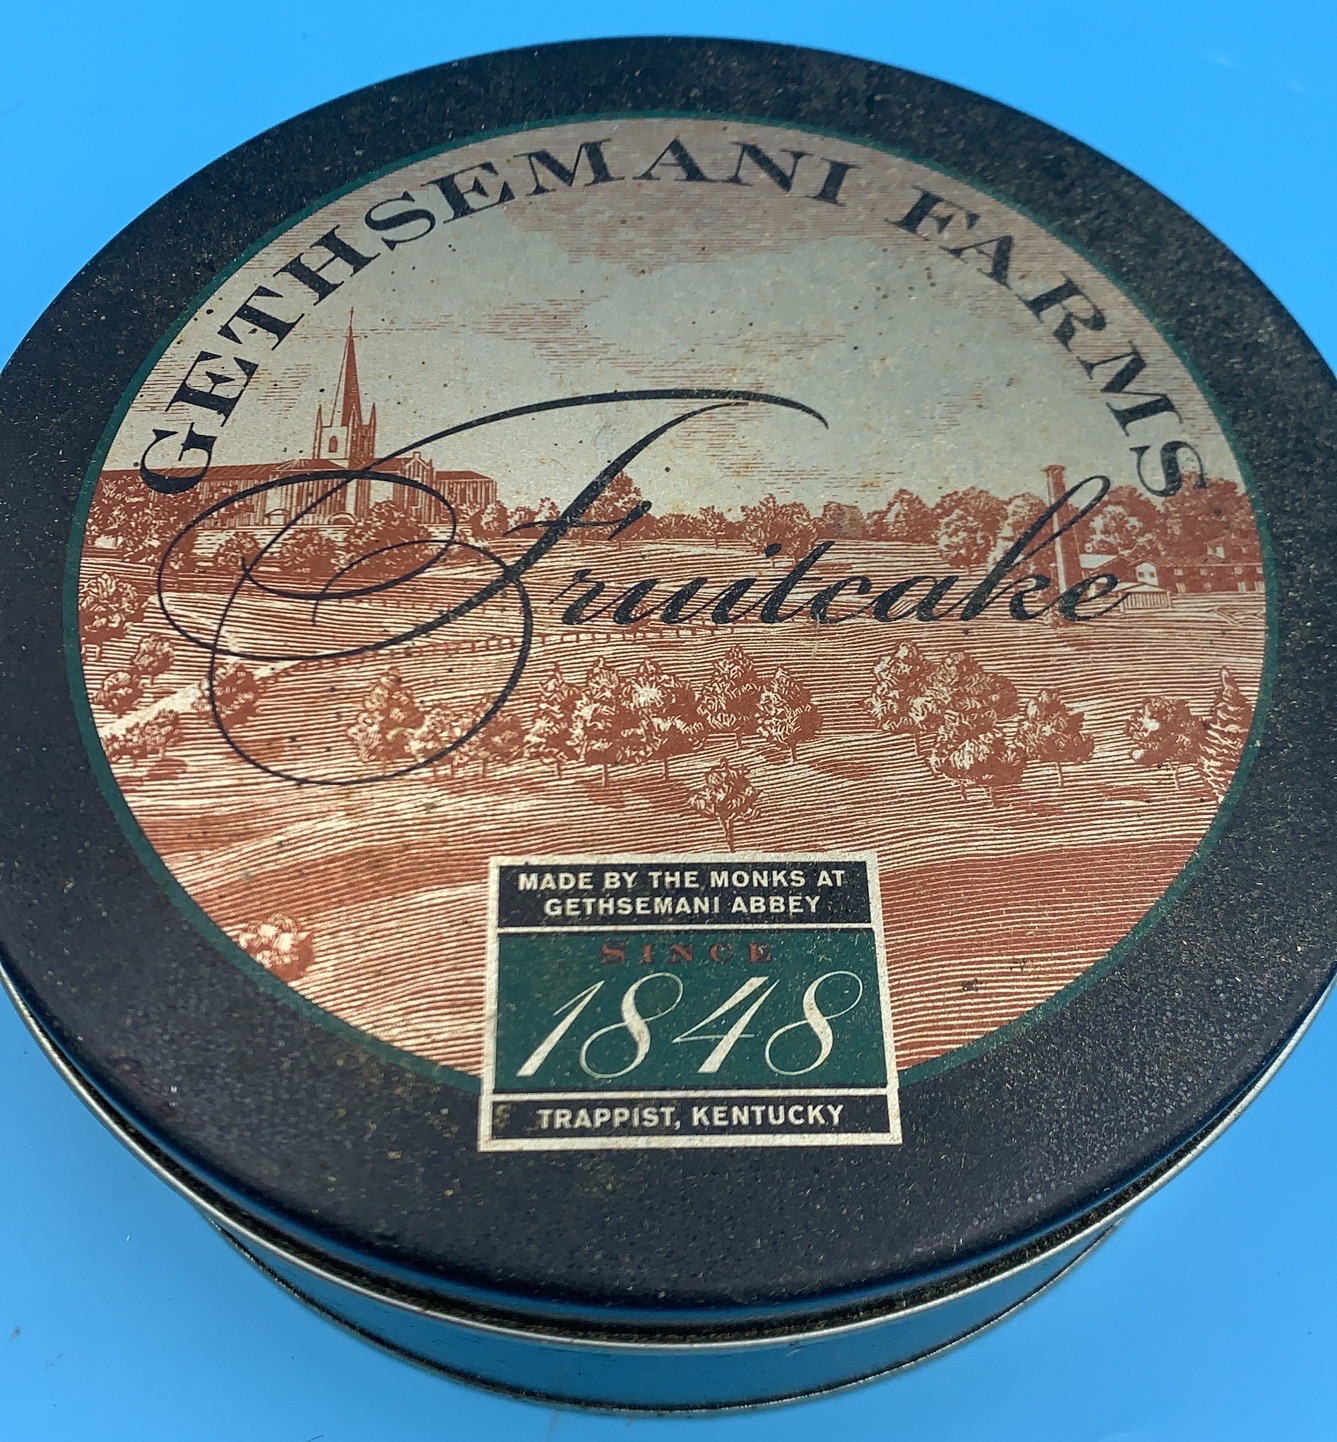 GETHSEMANI FARMS
Fruitcake
MADE BY THE MONKS AT
GETHSEMANI ABBEY
SINCE
1848
TRAPPIST, KENTUCKY